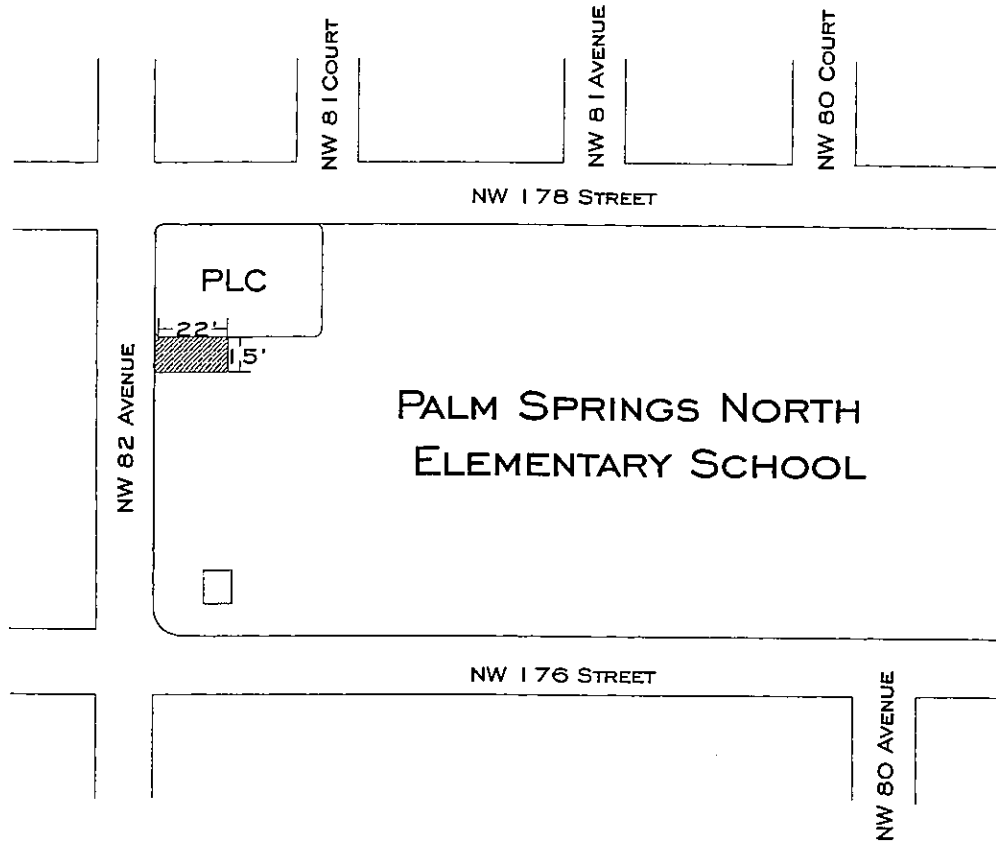 NW 81 COURT
NW 81 AVENUE
NW 80 COURT
NW 178 STREET
PLC
22'
15'
NW 82 AVENUE
PALM SPRINGS NORTH
ELEMENTARY SCHOOL
NW 176 STREET
NW 80 AVENUE